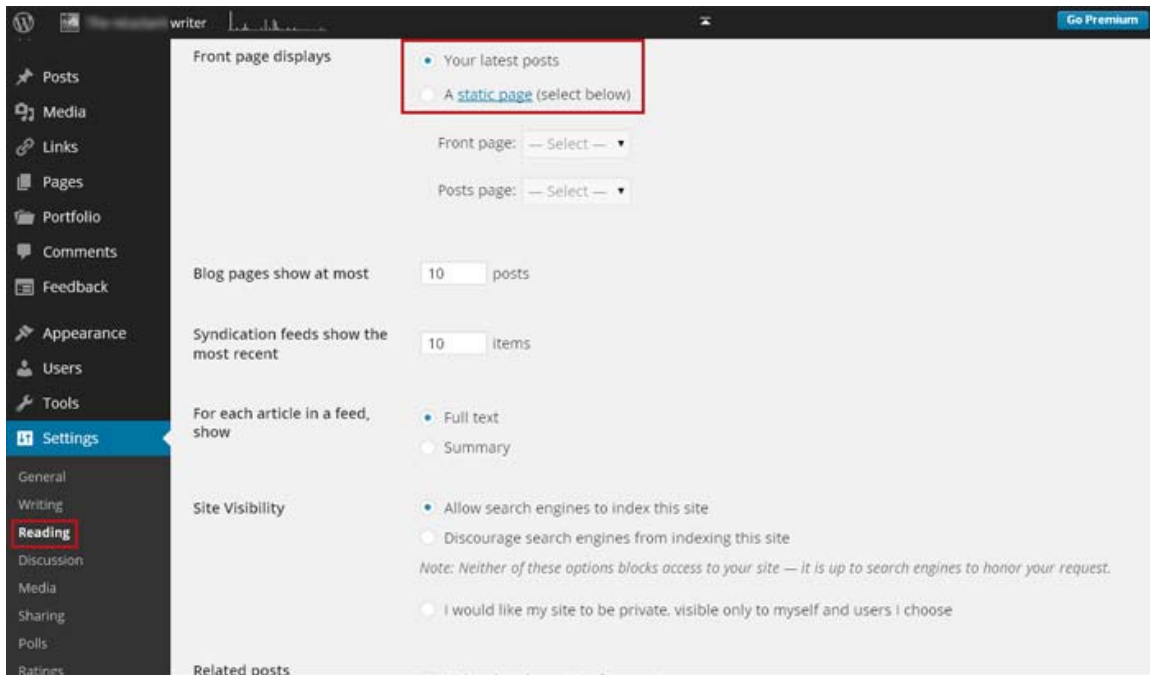 writer
Go Premium
Posts
Media
Links
Pages
Portfolio
Comments
Feedback
Appearance
Users
Tools
Settings
General
Writing
Reading
Discussion
Media
Sharing
Polls
Ratings
Front page displays
Your latest posts
A static page (select below)
Front page: — Select —
Posts page: — Select —
Blog pages show at most
10 posts
Syndication feeds show the
most recent
10 items
For each article in a feed,
show
Full text
Summary
Site Visibility
Allow search engines to index this site
Discourage search engines from indexing this site
Note: Neither of these options blocks access to your site — it is up to search engines to honor your request.
I would like my site to be private, visible only to myself and users I choose
Related posts